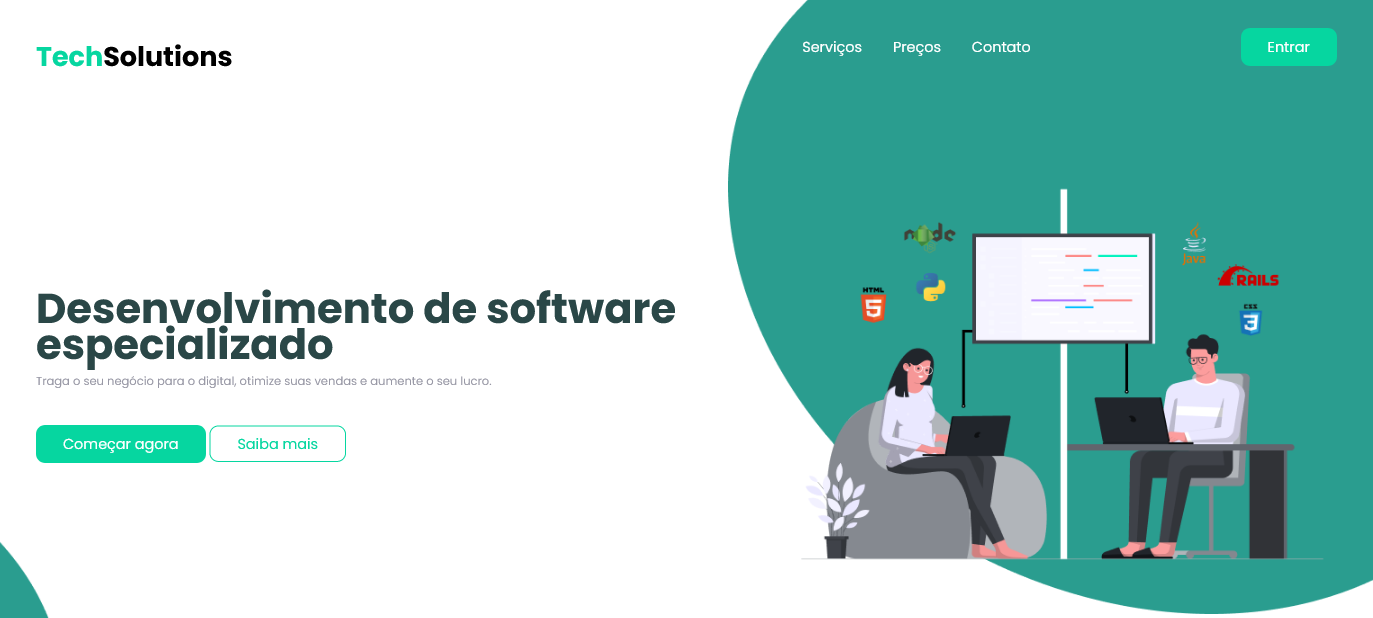 TechSolutions
Serviços Preços Contato
Entrar
Desenvolvimento de software
especializado
Traga o seu negócio para o digital, otimize suas vendas e aumente o seu lucro.
Começar agora
Saiba mais
node
HTML
5
Java
RAILS
CSS
3